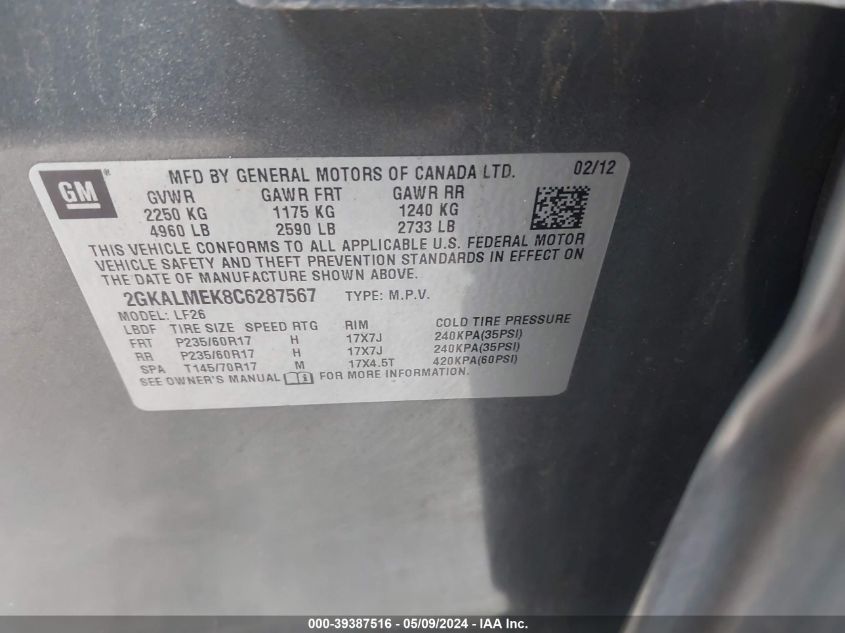 GM ® MFD BY GENERAL MOTORS OF CANADA LTD. 02/12
GVWR GAWR FRT GAWR RR
2250 KG 1175 KG 1240 KG
4960 LB 2590 LB 2733 LB
THIS VEHICLE CONFORMS TO ALL APPLICABLE U.S. FEDERAL MOTOR
VEHICLE SAFETY AND THEFT PREVENTION STANDARDS IN EFFECT ON
THE DATE OF MANUFACTURE SHOWN ABOVE.
2GKALMEK8C6287567 TYPE: M.P.V.
MODEL: LF26
LBDF TIRE SIZE SPEED RTG RIM COLD TIRE PRESSURE
FRT P235/60R17 H 17X7J 240KPA(35PSI)
RR P235/60R17 H 17X7J 240KPA(35PSI)
SPA T145/70R17 M 17X4.5T 420KPA(60PSI)
SEE OWNER'S MANUAL FOR MORE INFORMATION.
000-39387516 - 05/09/2024 - www.iaai.com